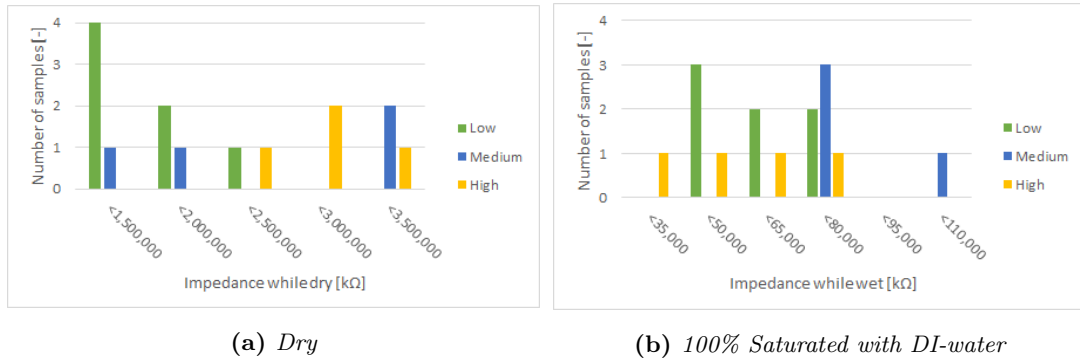 Number of samples [-]
4
3
2
1
0
<1,500,000
<2,000,000
<2,500,000
<3,000,000
<3,500,000
Impedance while dry [kΩ]
Low
Medium
High
(a) Dry
Number of samples [-]
4
3
2
1
0
<35,000
<50,000
<65,000
<80,000
<95,000
<110,000
Impedance while wet [kΩ]
Low
Medium
High
(b) 100% Saturated with DI-water